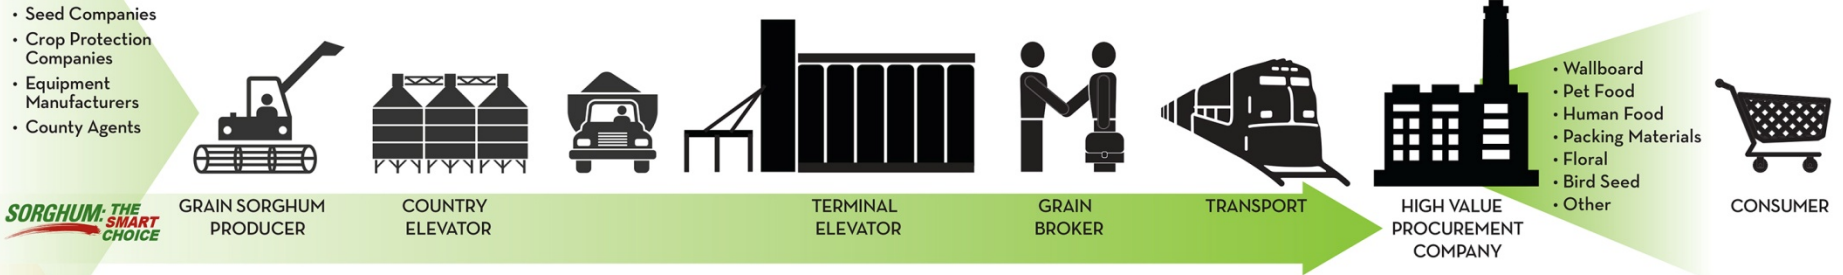 • Seed Companies
• Crop Protection
Companies
• Equipment
Manufacturers
• County Agents
SORGHUM: THE
SMART
CHOICE
GRAIN SORGHUM
PRODUCER
COUNTRY
ELEVATOR
TERMINAL
ELEVATOR
GRAIN
BROKER
TRANSPORT
HIGH VALUE
PROCUREMENT
COMPANY
• Wallboard
• Pet Food
• Human Food
• Packing Materials
• Floral
• Bird Seed
• Other
CONSUMER